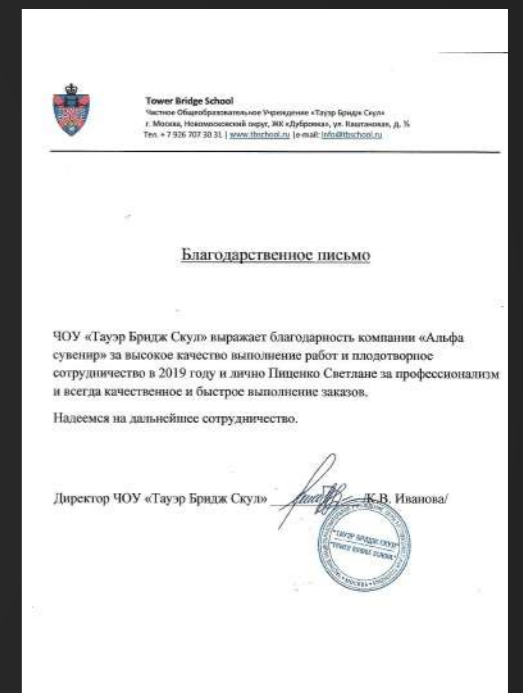 Tower Bridge School
Частное Общеобразовательное Учреждение «Тауэр Бридж Скул»
г. Москва, Новомосковский округ, ЖК «Дубровка», ул. Каштановая, д.
Тел. + 7 926 707 30 31 | www.tbschool.ru |e-mail: info@tbschool.ru
Благодарственное письмо
ЧОУ «Тауэр Бридж Скул» выражает благодарность компании «Альфа
сувенир» за высокое качество выполнение работ и плодотворное
сотрудничество в 2019 году и лично Пиценко Светлане за профессионализм
и всегда качественное и быстрое выполнение заказов.
Надеемся на дальнейшее сотрудничество.
Директор ЧОУ «Тауэр Бридж Скул» /К.В. Иванова/
"ТАУЭР БРИДЖ СКУЛ"
"TOWER BRIDGE SCHOOL"
МОСКВА